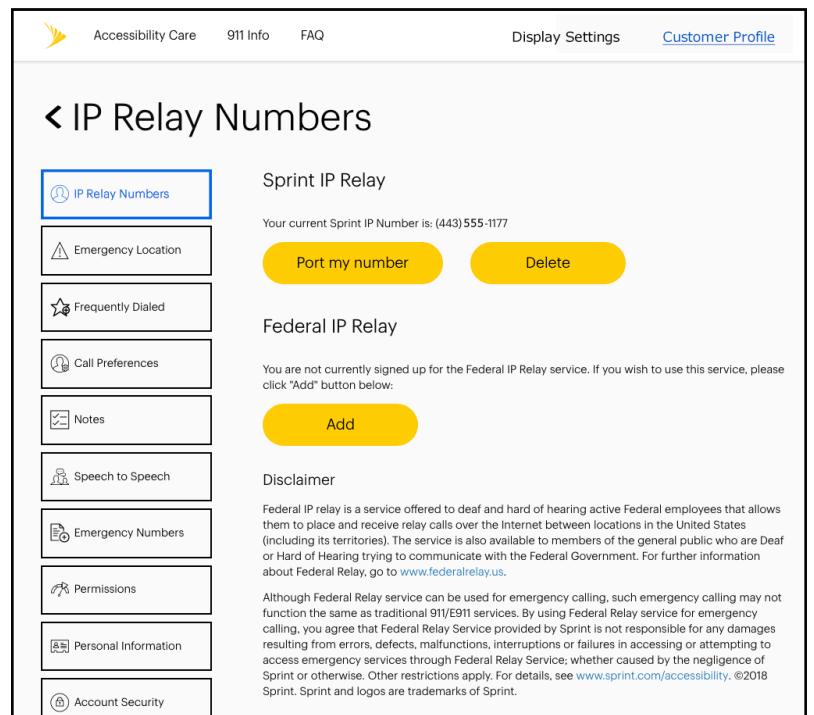 Accessibility Care 911 Info FAQ Display Settings Customer Profile
IP Relay Numbers
IP Relay Numbers
Emergency Location
Frequently Dialed
Call Preferences
Notes
Speech to Speech
Emergency Numbers
Permissions
Personal Information
Account Security
Sprint IP Relay
Your current Sprint IP Number is: (443) 555-1177
Port my number Delete
Federal IP Relay
You are not currently signed up for the Federal IP Relay service. If you wish to use this service, please
click "Add" button below:
Add
Disclaimer
Federal IP relay is a service offered to deaf and hard of hearing active Federal employees that allows
them to place and receive relay calls over the Internet between locations in the United States
(including its territories). The service is also available to members of the general public who are Deaf
or Hard of Hearing trying to communicate with the Federal Government. For further information
about Federal Relay, go to www.federalrelay.us.
Although Federal Relay service can be used for emergency calling, such emergency calling may not
function the same as traditional 911/E911 services. By using Federal Relay service for emergency
calling, you agree that Federal Relay Service provided by Sprint is not responsible for any damages
resulting from errors, defects, malfunctions, interruptions or failures in accessing or attempting to
access emergency services through Federal Relay Service; whether caused by the negligence of
Sprint or otherwise. Other restrictions apply. For details, see www.sprint.com/accessibility. ©2018
Sprint. Sprint and logos are trademarks of Sprint.